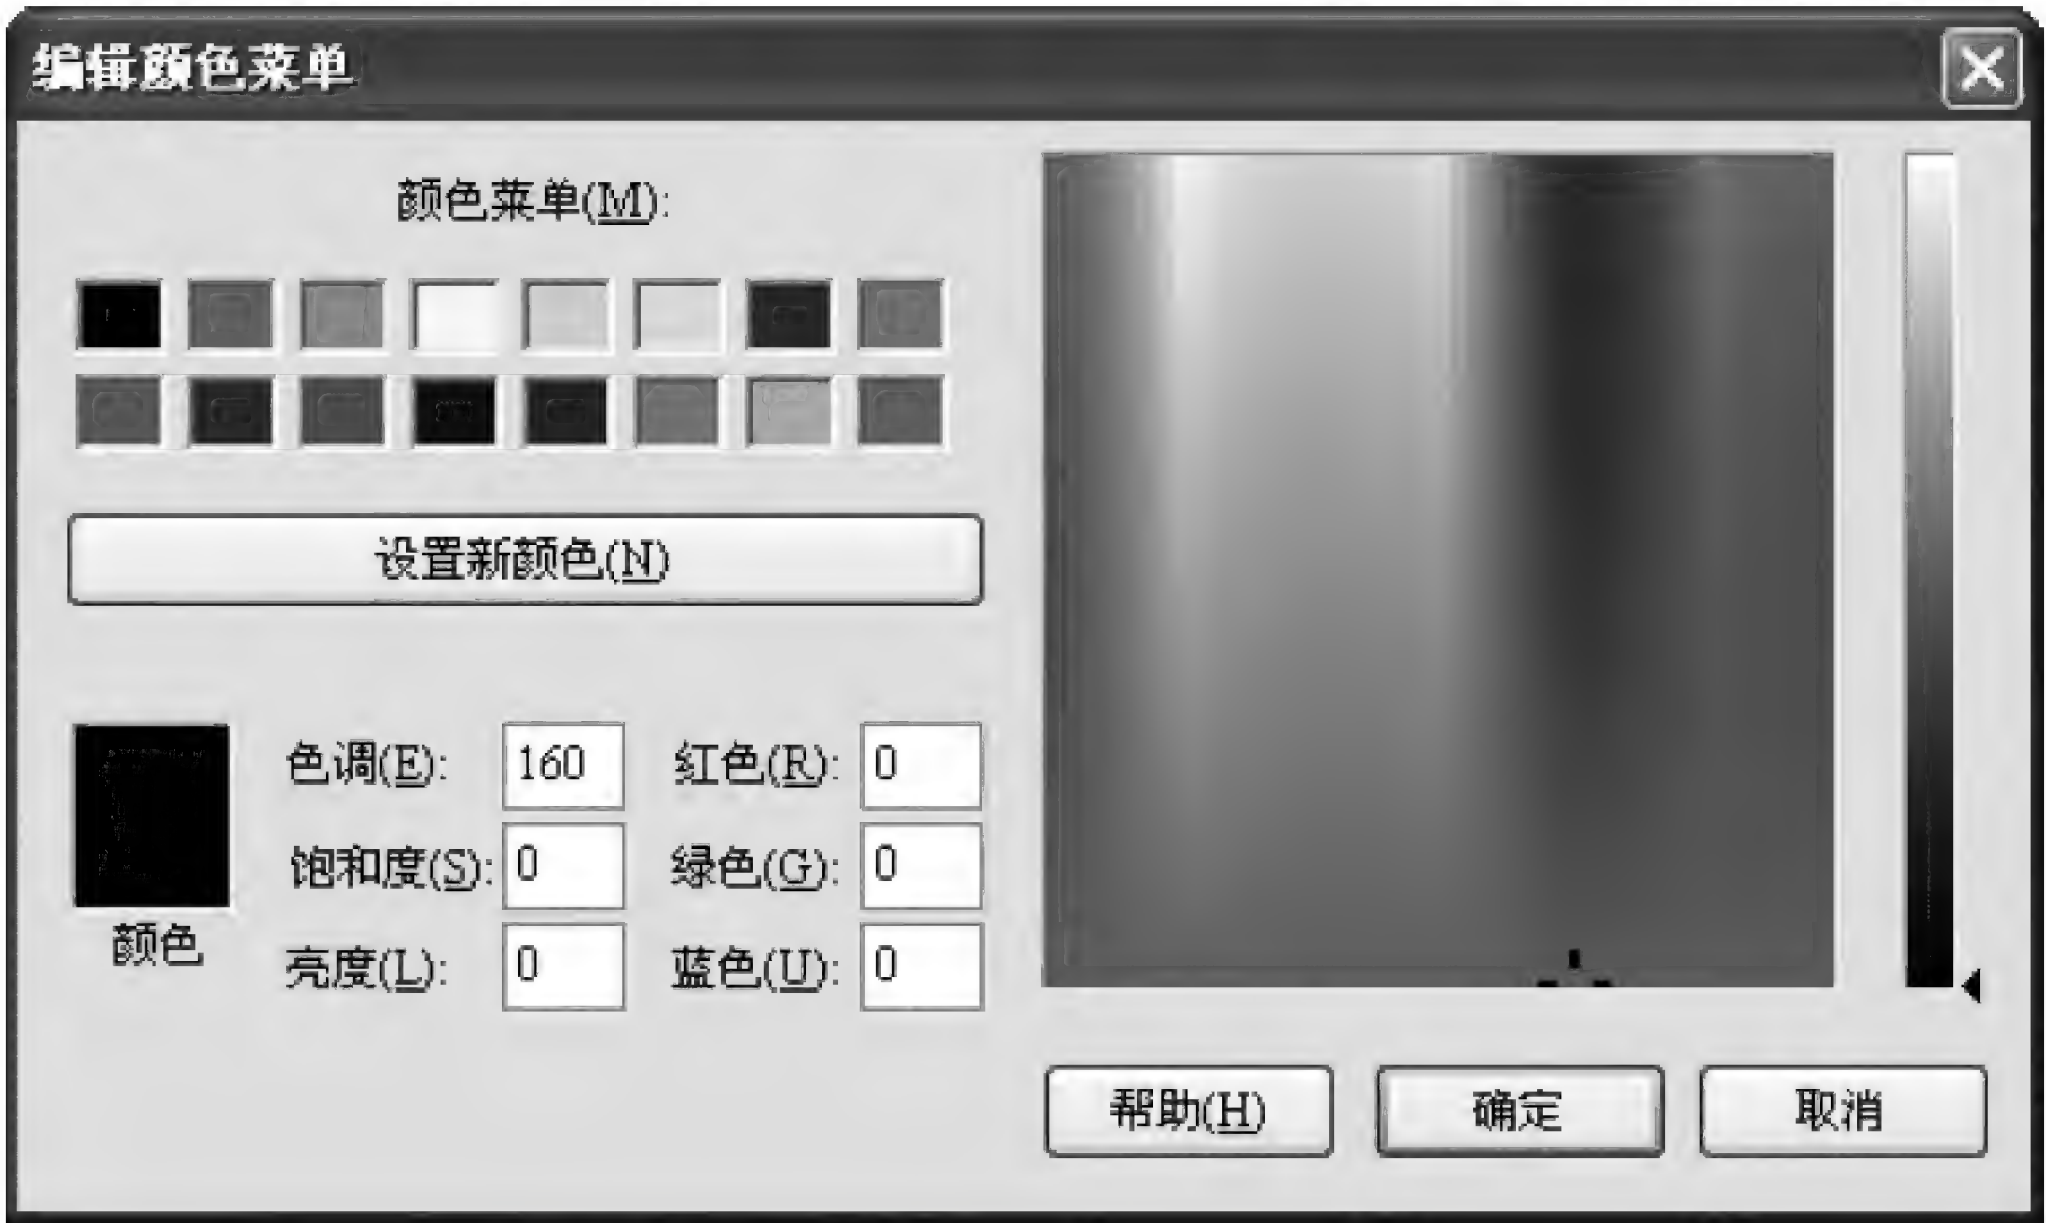 编辑颜色菜单
颜色菜单(M):
设置新颜色(N)
色调(E): 160 红色(R): 0
饱和度(S): 0 绿色(G): 0
亮度(L): 0 蓝色(U): 0
颜色
帮助(H) 确定 取消